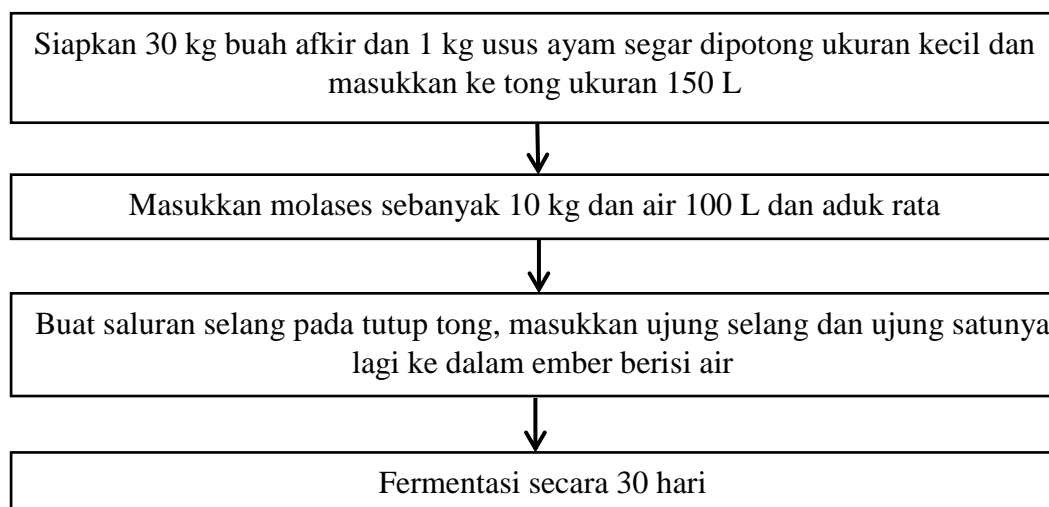 Siapkan 30 kg buah afkir dan 1 kg usus ayam segar dipotong ukuran kecil dan
masukkan ke tong ukuran 150 L
Masukkan molases sebanyak 10 kg dan air 100 L dan aduk rata
Buat saluran selang pada tutup tong, masukkan ujung selang dan ujung satunya
lagi ke dalam ember berisi air
Fermentasi secara 30 hari